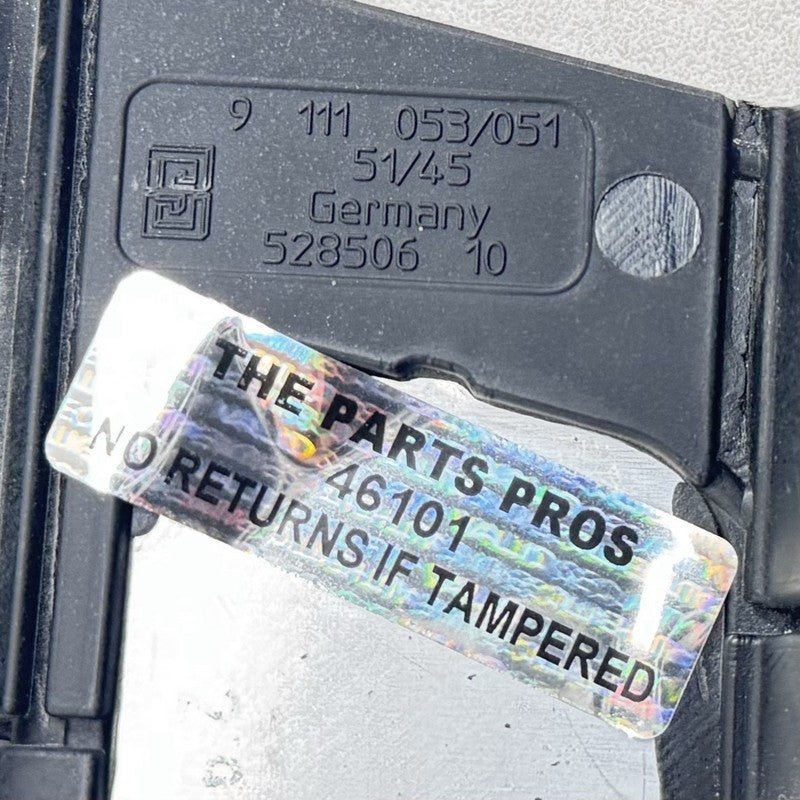 9 111 053/051
51/45
Germany
528506 10
THE PARTS PROS
46101
NO RETURNS IF TAMPERED